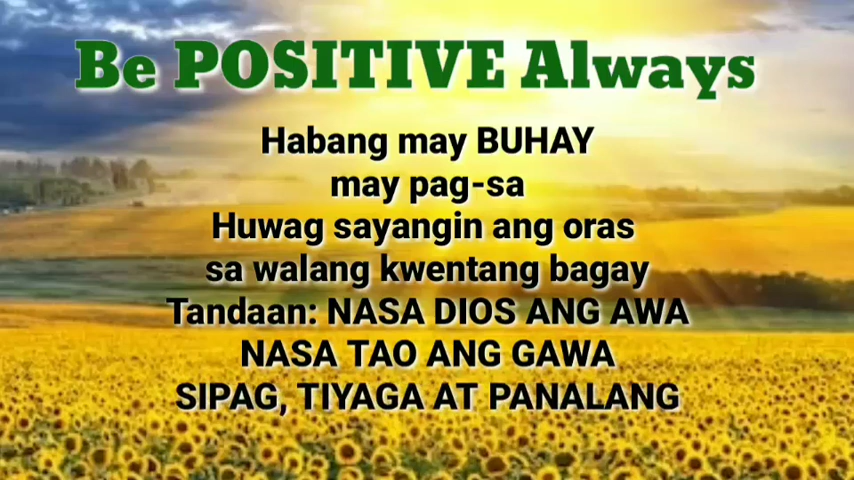 Be POSITIVE Always
Habang may BUHAY
may pag-sa
Huwag sayangin ang oras
sa walang kwentang bagay
Tandaan: NASA DIOS ANG AWA
NASA TAO ANG GAWA
SIPAG, TIYAGA AT PANALANG